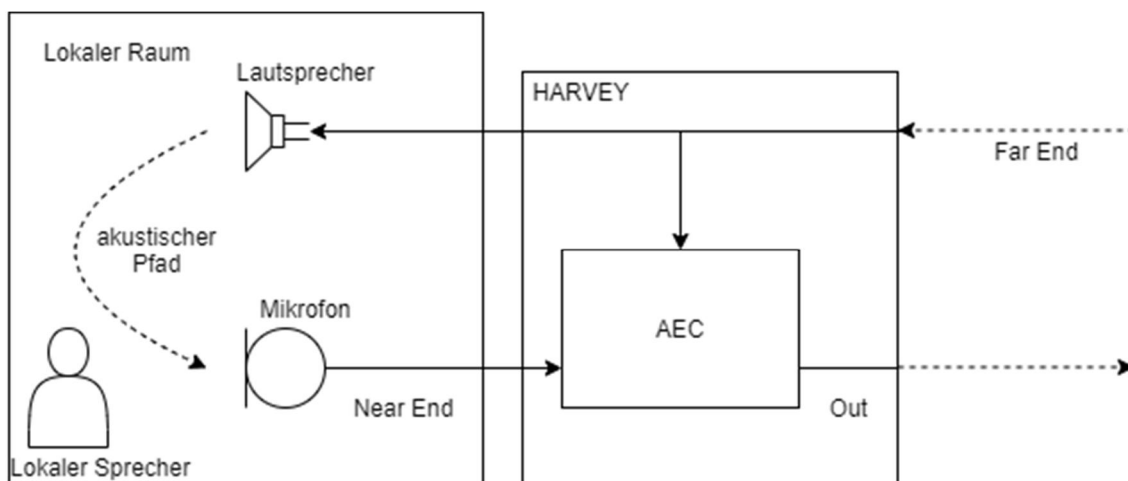 Lokaler Raum
Lautsprecher
HARVEY
Far End
akustischer
Pfad
Mikrofon
AEC
Near End
Out
Lokaler Sprecher